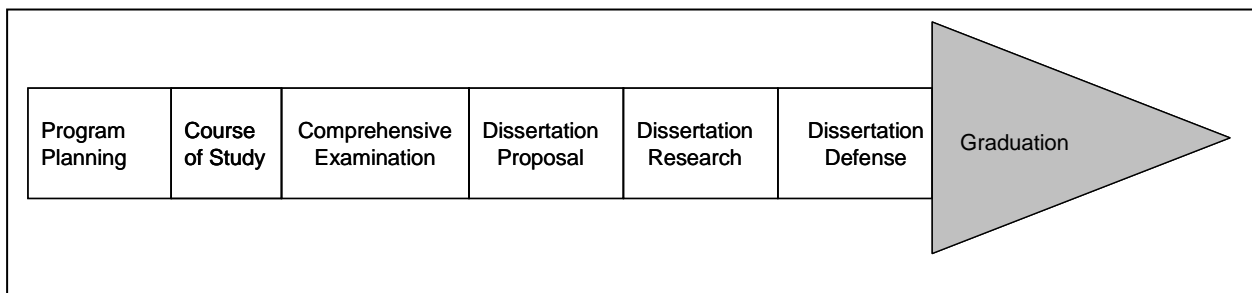 Program
Planning
Course
of Study
Comprehensive
Examination
Dissertation
Proposal
Dissertation
Research
Dissertation
Defense
Graduation